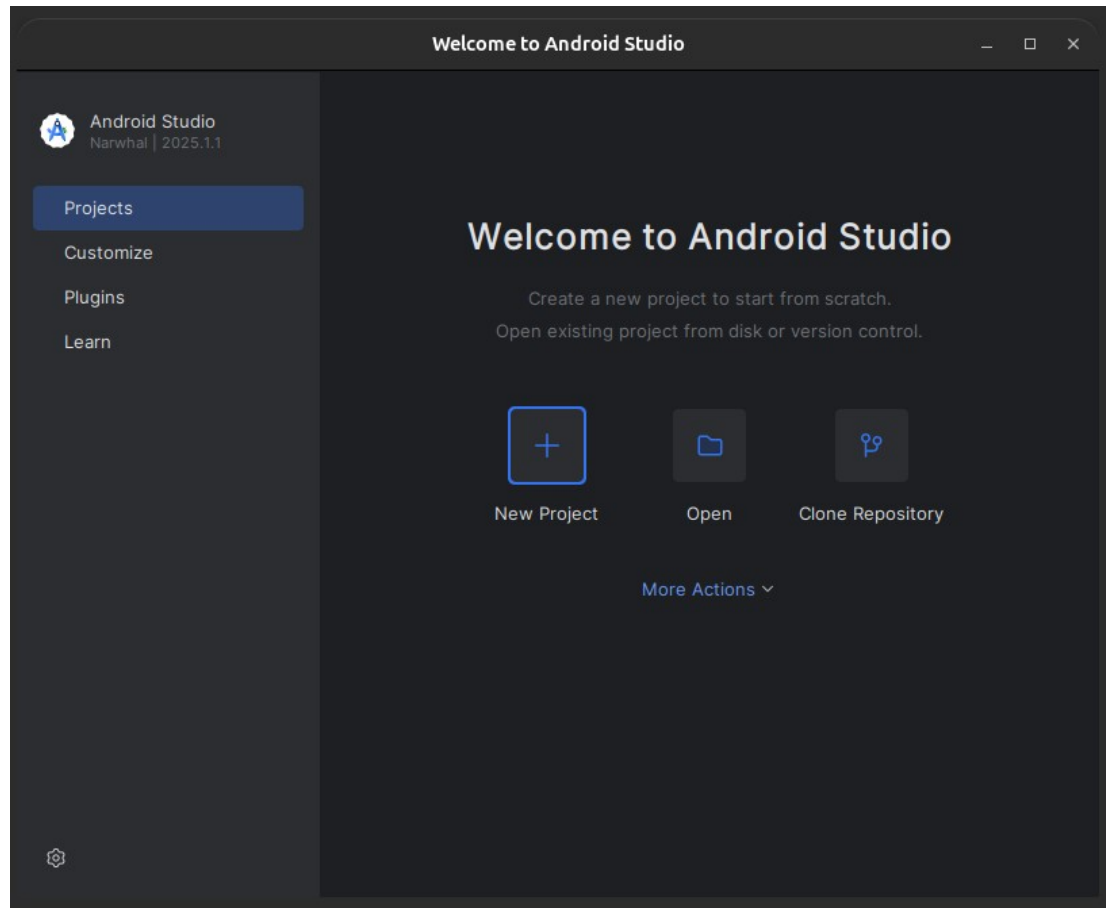 Welcome to Android Studio
Android Studio
Narwhal | 2025.1.1
Projects
Customize
Plugins
Learn
Welcome to Android Studio
Create a new project to start from scratch.
Open existing project from disk or version control.
New Project
Open
Clone Repository
More Actions